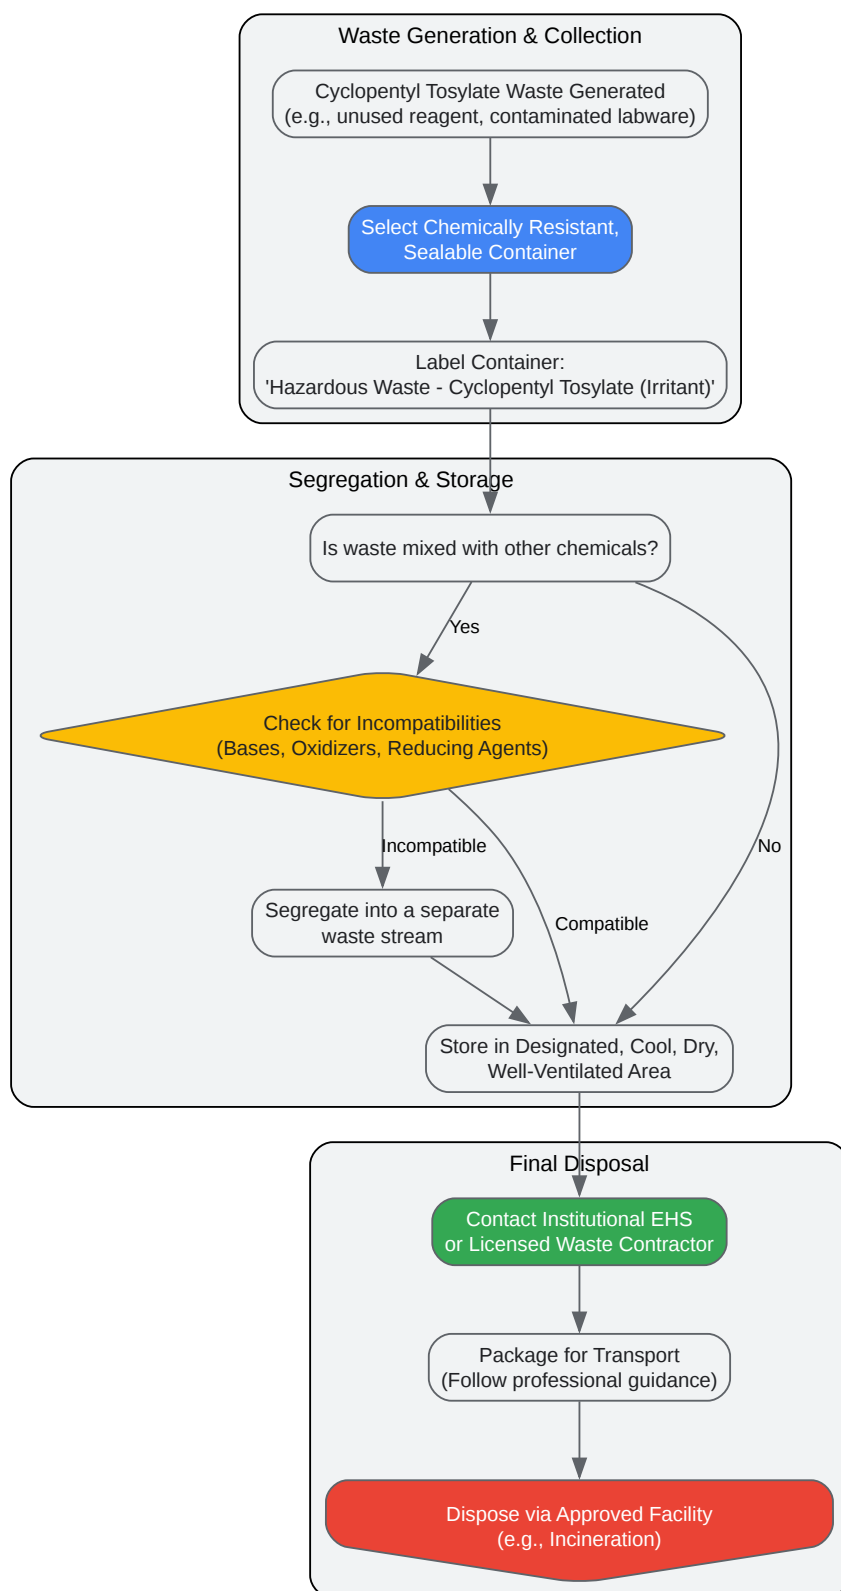 Waste Generation & Collection
Cyclopentyl Tosylate Waste Generated
(e.g., unused reagent, contaminated labware)
Select Chemically Resistant,
Sealable Container
Label Container:
'Hazardous Waste - Cyclopentyl Tosylate (Irritant)'
Segregation & Storage
Is waste mixed with other chemicals?
Yes
Check for Incompatibilities
(Bases, Oxidizers, Reducing Agents)
Incompatible
No
Segregate into a separate
waste stream
Compatible
Store in Designated, Cool, Dry,
Well-Ventilated Area
Final Disposal
Contact Institutional EHS
or Licensed Waste Contractor
Package for Transport
(Follow professional guidance)
Dispose via Approved Facility
(e.g., Incineration)